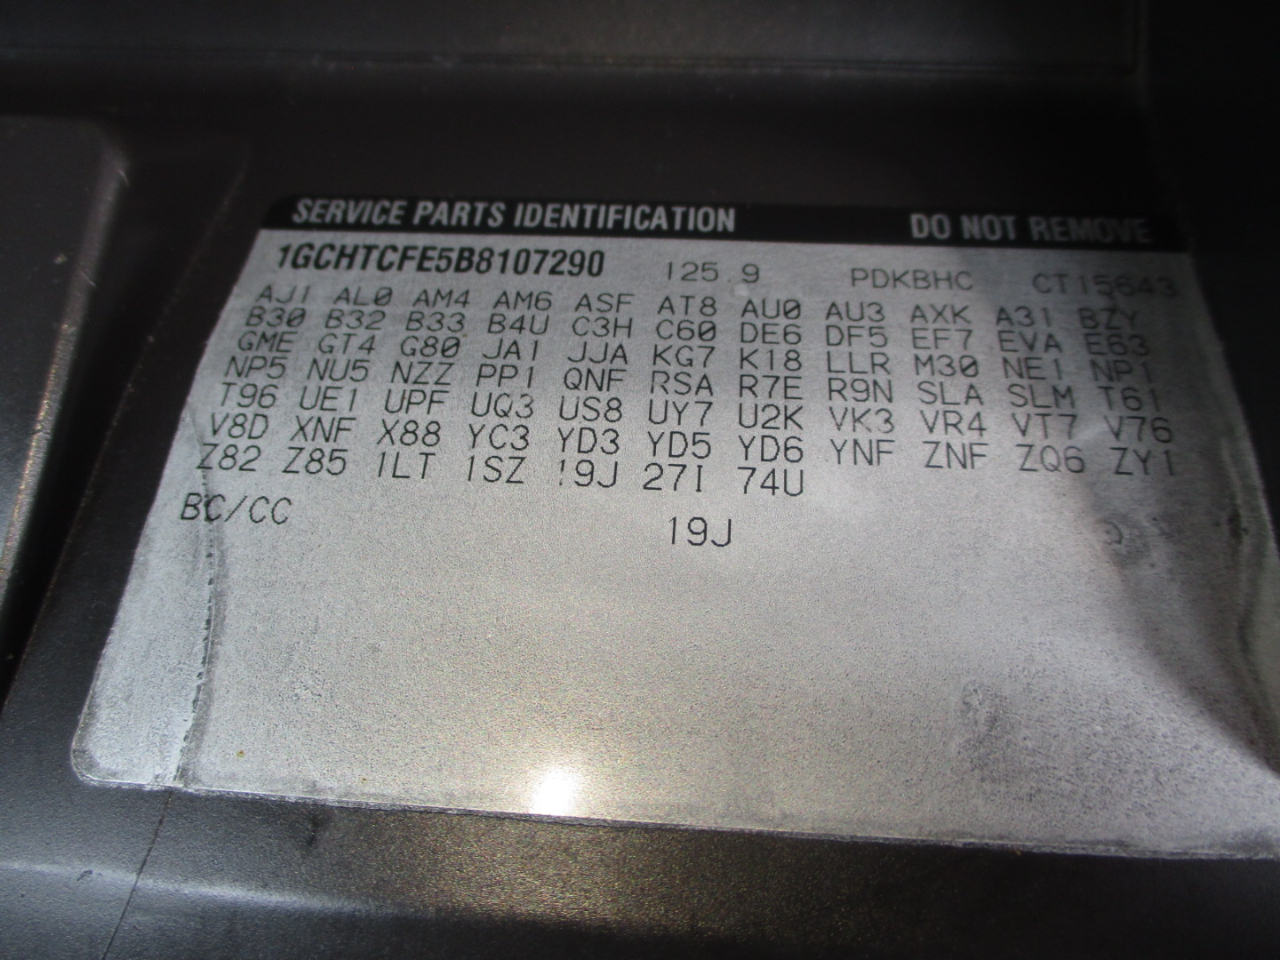 SERVICE PARTS IDENTIFICATION DO NOT REMOVE
1GCHTCFE5B8107290 125.9 PDKBHC CT15643
AJ1 AL0 AM4 AM6 ASF AT8 AU0 AU3 AXK A31 BZY
B30 B32 B33 B4U C3H C60 DE6 DF5 EF7 EVA E63
GME GT4 G80 JA1 JJA KG7 K18 LLR M30 NE1 NP1
NP5 NU5 NZZ PP1 QNF RSA R7E R9N SLA SLM T61
T96 UE1 UPF UQ3 US8 UY7 U2K VK3 VR4 VT7 V76
V8D XNF X88 YC3 YD3 YD5 YD6 YNF ZNF ZQ6 ZY1
Z82 Z85 1LT 1SZ 19J 27I 74U
BC/CC 19J